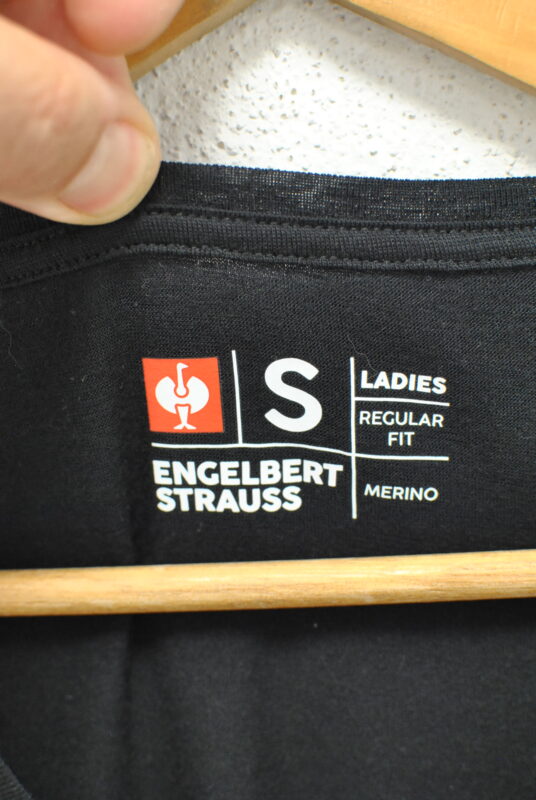 S
LADIES
REGULAR
FIT
ENGELBERT
STRAUSS
MERINO